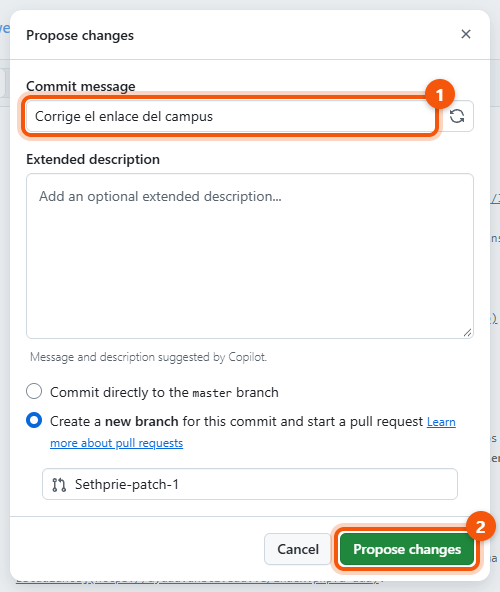 Propose changes
Commit message
1
Corrige el enlace del campus
Extended description
Add an optional extended description...
Message and description suggested by Copilot.
Commit directly to the master branch
Create a new branch for this commit and start a pull request Learn
more about pull requests
Sethprie-patch-1
2
Cancel
Propose changes